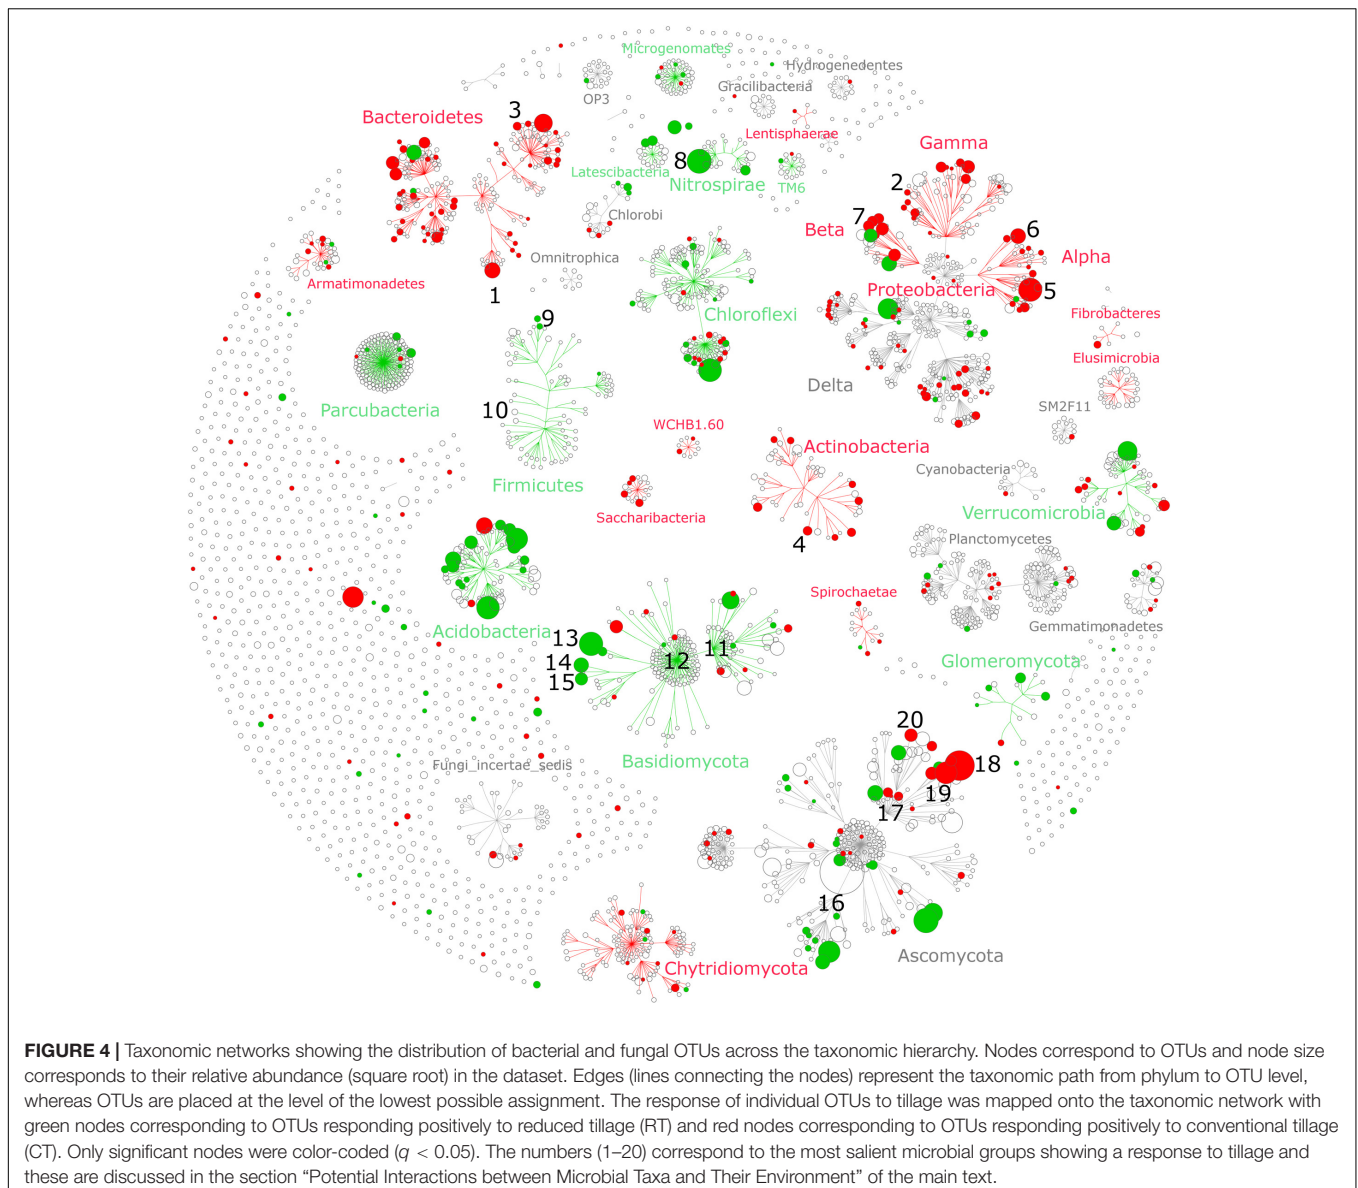 Microgenomates
Hydrogenedentes
OP3
Gracilibacteria
3
Bacteroidetes
Lentisphaerae
Gamma
8
Latescibacteria
Nitrospirae
TM6
2
Chlorobi
7
Beta
6
Omnitrophica
Alpha
Armatimonadetes
1
Proteobacteria
5
9
Chloroflexi
Fibrobacteres
Elusimicrobia
Delta
Parcubacteria
10
SM2F11
WCHB1.60
Actinobacteria
Cyanobacteria
Firmicutes
Saccharibacteria
Verrucomicrobia
4
Planctomycetes
Spirochaetae
Acidobacteria
13
Gemmatimonadetes
11
12
14
Glomeromycota
15
20
Basidiomycota
Fungi_incertae_sedis
18
19
17
16
Ascomycota
Chytridiomycota
FIGURE 4 | Taxonomic networks showing the distribution of bacterial and fungal OTUs across the taxonomic hierarchy. Nodes correspond to OTUs and node size
corresponds to their relative abundance (square root) in the dataset. Edges (lines connecting the nodes) represent the taxonomic path from phylum to OTU level,
whereas OTUs are placed at the level of the lowest possible assignment. The response of individual OTUs to tillage was mapped onto the taxonomic network with
green nodes corresponding to OTUs responding positively to reduced tillage (RT) and red nodes corresponding to OTUs responding positively to conventional tillage
(CT). Only significant nodes were color-coded (q < 0.05). The numbers (1–20) correspond to the most salient microbial groups showing a response to tillage and
these are discussed in the section “Potential Interactions between Microbial Taxa and Their Environment” of the main text.